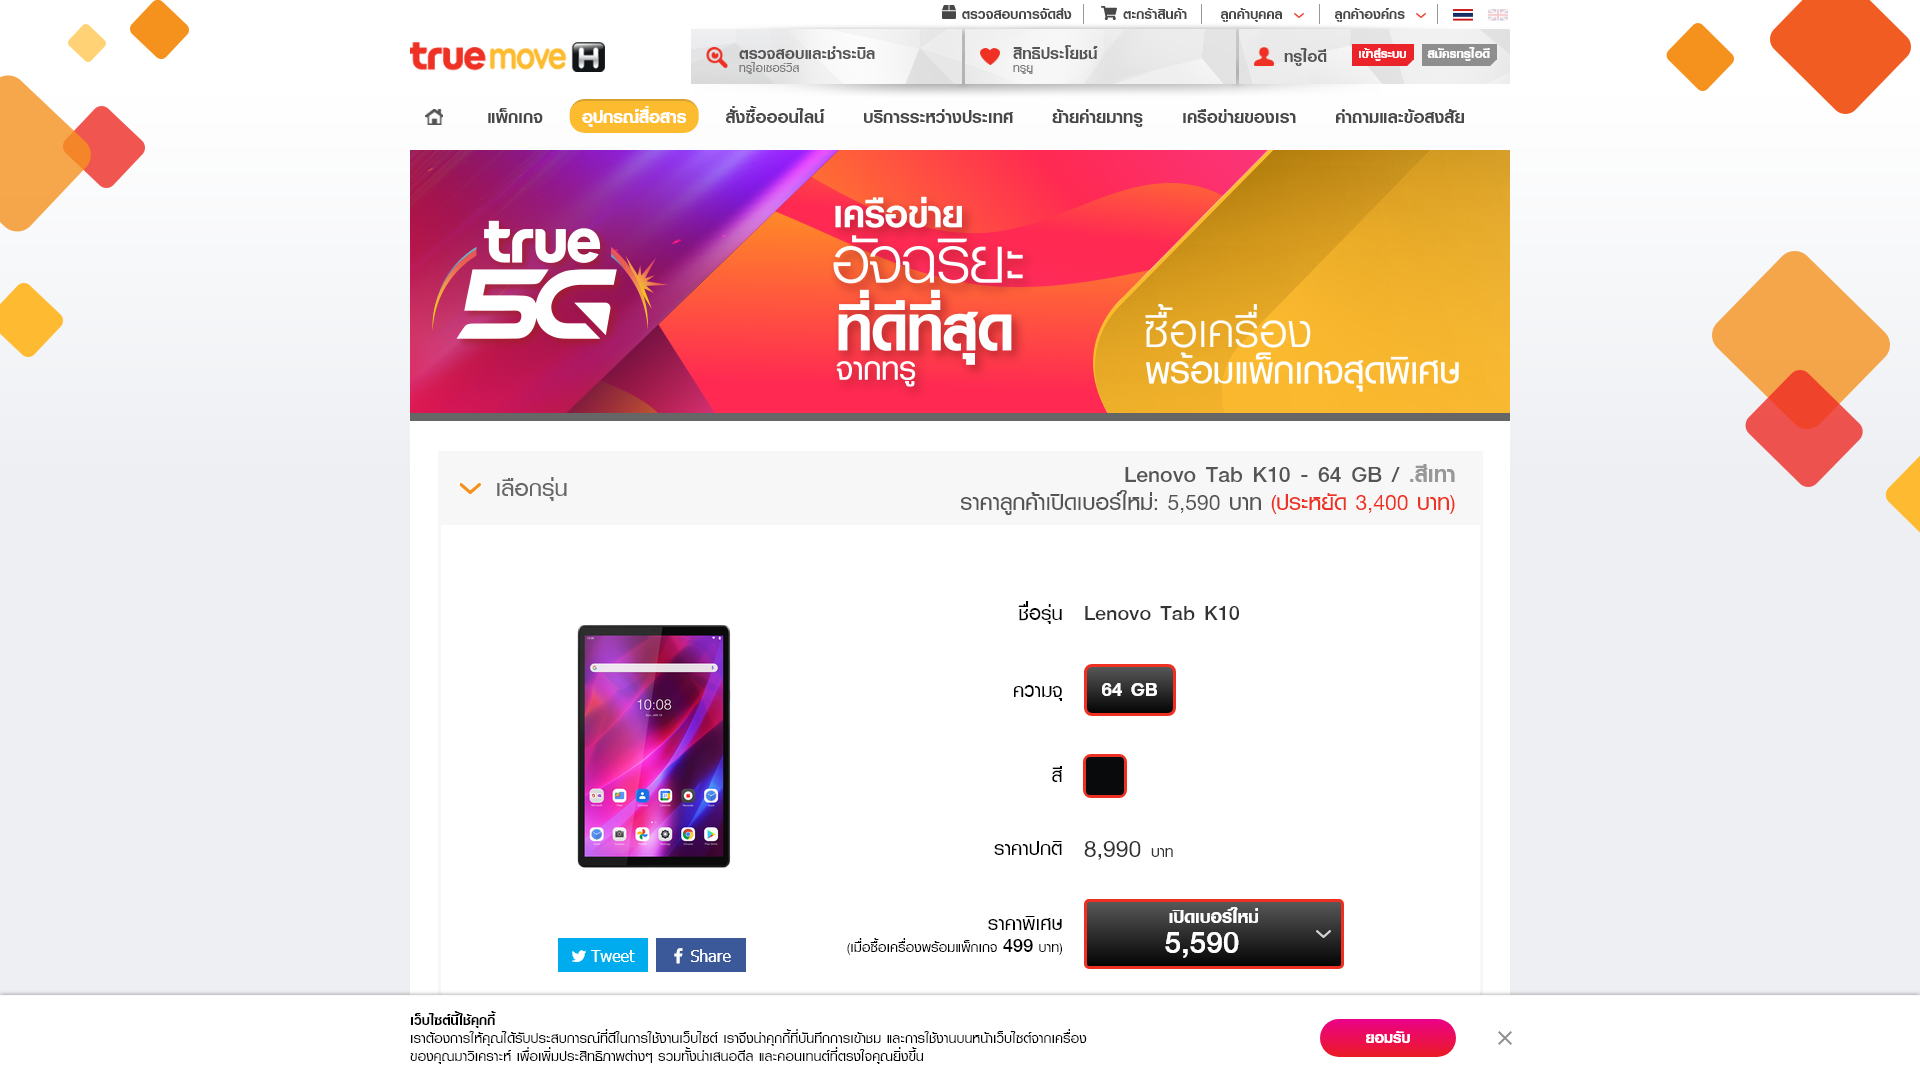 ตรวจสอบการจัดส่ง
ตะกร้าสินค้า
ลูกค้าบุคคล
ลูกค้าองค์กร
true move H
ตรวจสอบและชำระบิล
ทรูไอเซอร์วิส
สิทธิประโยชน์
ทรูยู
ทรูไอดี
เข้าสู่ระบบ
สมัครทรูไอดี
แพ็กเกจ
อุปกรณ์สื่อสาร
สั่งซื้อออนไลน์
บริการระหว่างประเทศ
ย้ายค่ายมาทรู
เครือข่ายของเรา
คำถามและข้อสงสัย
true
5G
เครือข่าย
อัจฉริยะ
ที่ดีที่สุด
จากทรู
ซื้อเครื่อง
พร้อมแพ็กเกจสุดพิเศษ
เลือกรุ่น
Lenovo Tab K10 - 64 GB / .สีเทา
ราคาลูกค้าเปิดเบอร์ใหม่: 5,590 บาท (ประหยัด 3,400 บาท)
10:08
ชื่อรุ่น Lenovo Tab K10
ความจุ 64 GB
สี
ราคาปกติ 8,990 บาท
ราคาพิเศษ
(เมื่อซื้อเครื่องพร้อมแพ็กเกจ 499 บาท)
เปิดเบอร์ใหม่
5,590
Tweet
Share
เว็บไซต์นี้ใช้คุกกี้
เราต้องการให้คุณได้รับประสบการณ์ที่ดีในการใช้งานเว็บไซต์ เราจึงนำคุกกี้ที่บันทึกการเข้าชม และการใช้งานบนหน้าเว็บไซต์จากเครื่อง
ของคุณมาวิเคราะห์ เพื่อเพิ่มประสิทธิภาพต่างๆ รวมทั้งนำเสนอดีล และคอนเทนต์ที่ตรงใจคุณยิ่งขึ้น
ยอมรับ